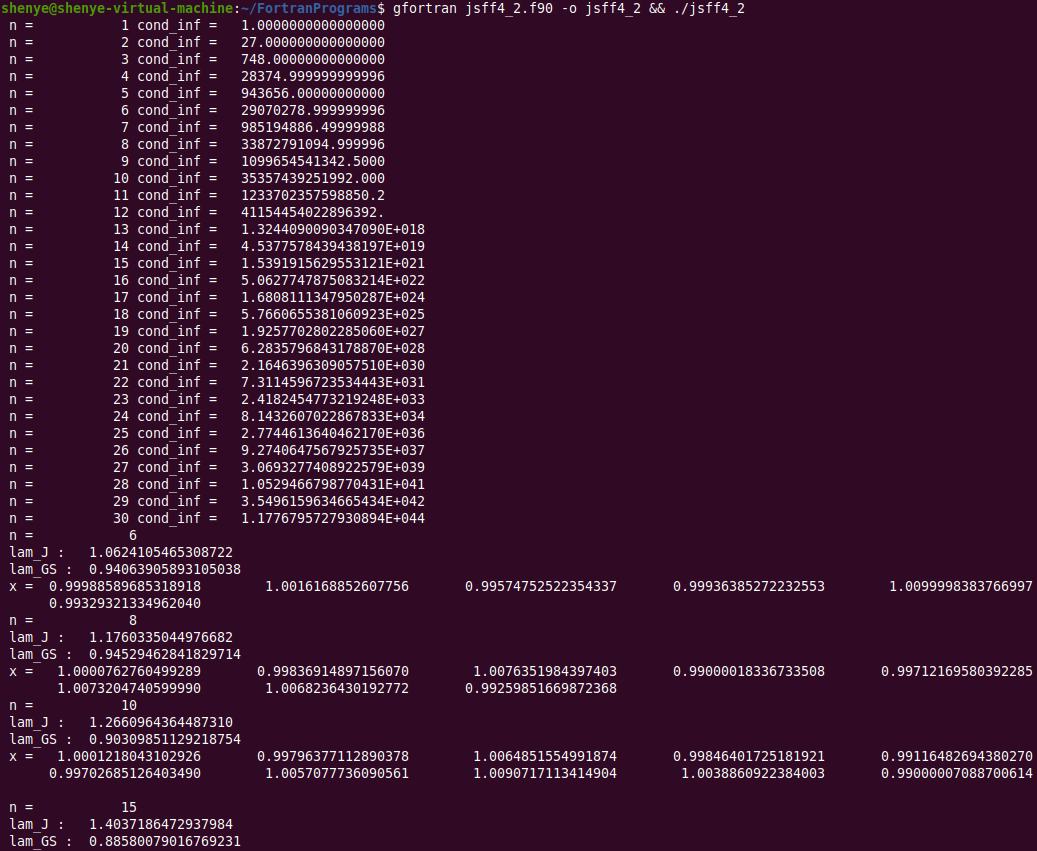 shenye@shenye-virtual-machine:~/FortranPrograms$ gfortran jsff4_2.f90 -o jsff4_2 && ./jsff4_2
n = 1 cond_inf = 1.0000000000000000
n = 2 cond_inf = 27.000000000000000
n = 3 cond_inf = 748.00000000000000
n = 4 cond_inf = 28374.999999999996
n = 5 cond_inf = 943656.00000000000
n = 6 cond_inf = 29070278.999999996
n = 7 cond_inf = 985194886.49999988
n = 8 cond_inf = 33872791094.999996
n = 9 cond_inf = 1099654541342.5000
n = 10 cond_inf = 35357439251992.000
n = 11 cond_inf = 1233702357598850.2
n = 12 cond_inf = 41154454022896392.
n = 13 cond_inf = 1.3244090090347090E+018
n = 14 cond_inf = 4.5377578439438197E+019
n = 15 cond_inf = 1.5391915629553121E+021
n = 16 cond_inf = 5.0627747875083214E+022
n = 17 cond_inf = 1.6808111347950287E+024
n = 18 cond_inf = 5.7660655381060923E+025
n = 19 cond_inf = 1.9257702802285060E+027
n = 20 cond_inf = 6.2835796843178870E+028
n = 21 cond_inf = 2.1646396309057510E+030
n = 22 cond_inf = 7.3114596723534443E+031
n = 23 cond_inf = 2.4182454773219248E+033
n = 24 cond_inf = 8.1432607022867833E+034
n = 25 cond_inf = 2.7744613640462170E+036
n = 26 cond_inf = 9.2740647567925735E+037
n = 27 cond_inf = 3.0693277408922579E+039
n = 28 cond_inf = 1.0529466798770431E+041
n = 29 cond_inf = 3.5496159634665434E+042
n = 30 cond_inf = 1.1776795727930894E+044
n = 6
lam_J : 1.0624105465308722
lam_GS : 0.94063905893105038
x = 0.99988589685318918 1.0016168852607756 0.99574752522354337 0.99936385272232553 1.0099998383766997
0.99329321334962040
n = 8
lam_J : 1.1760335044976682
lam_GS : 0.94529462841829714
x = 1.0000762760499289 0.99836914897156070 1.0076351984397403 0.99000018336733508 0.99712169580392285
1.0073204740599990 1.0068236430192772 0.99259851669872368
n = 10
lam_J : 1.2660964364487310
lam_GS : 0.90309851129218754
x = 1.0001218043102926 0.99796377112890378 1.0064851554991874 0.99846401725181921 0.99116482694380270
0.99702685126403490 1.0057077736090561 1.0090717113414904 1.0038860922384003 0.99000007088700614
n = 15
lam_J : 1.4037186472937984
lam_GS : 0.88580079016769231